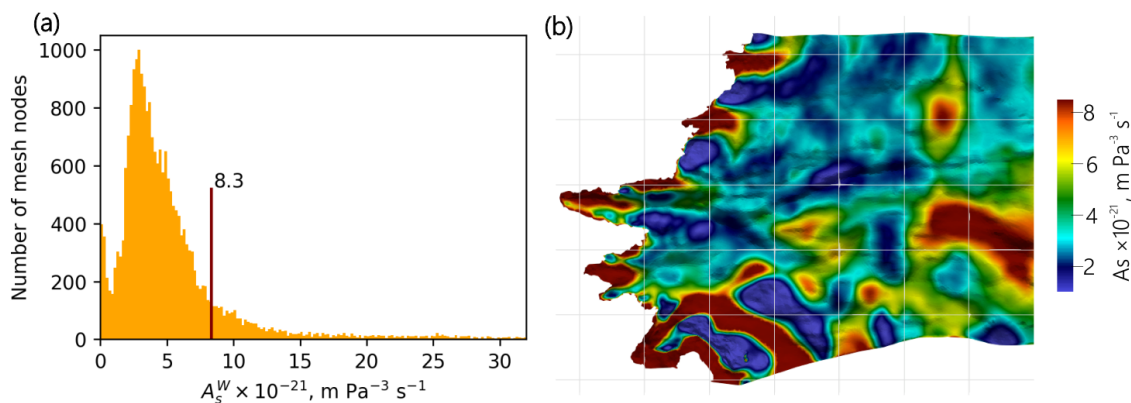 (a)
1000
800
600
400
200
0
Number of mesh nodes
8.3
0 5 10 15 20 25 30
A_s^W × 10⁻²¹, m Pa⁻³ s⁻¹
(b)
8
6
4
2
As ×10⁻²¹, m Pa⁻³ s⁻¹